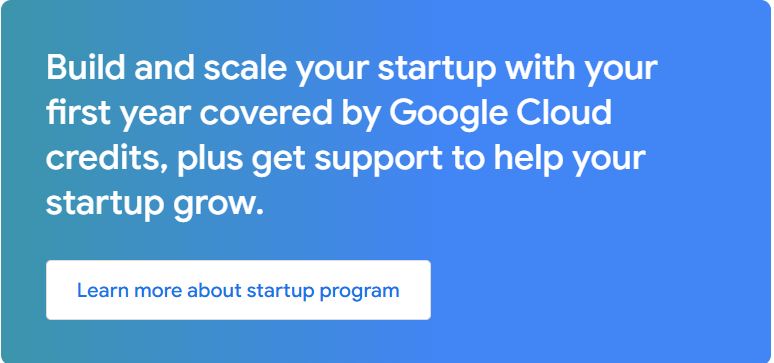 Build and scale your startup with your
first year covered by Google Cloud
credits, plus get support to help your
startup grow.
Learn more about startup program